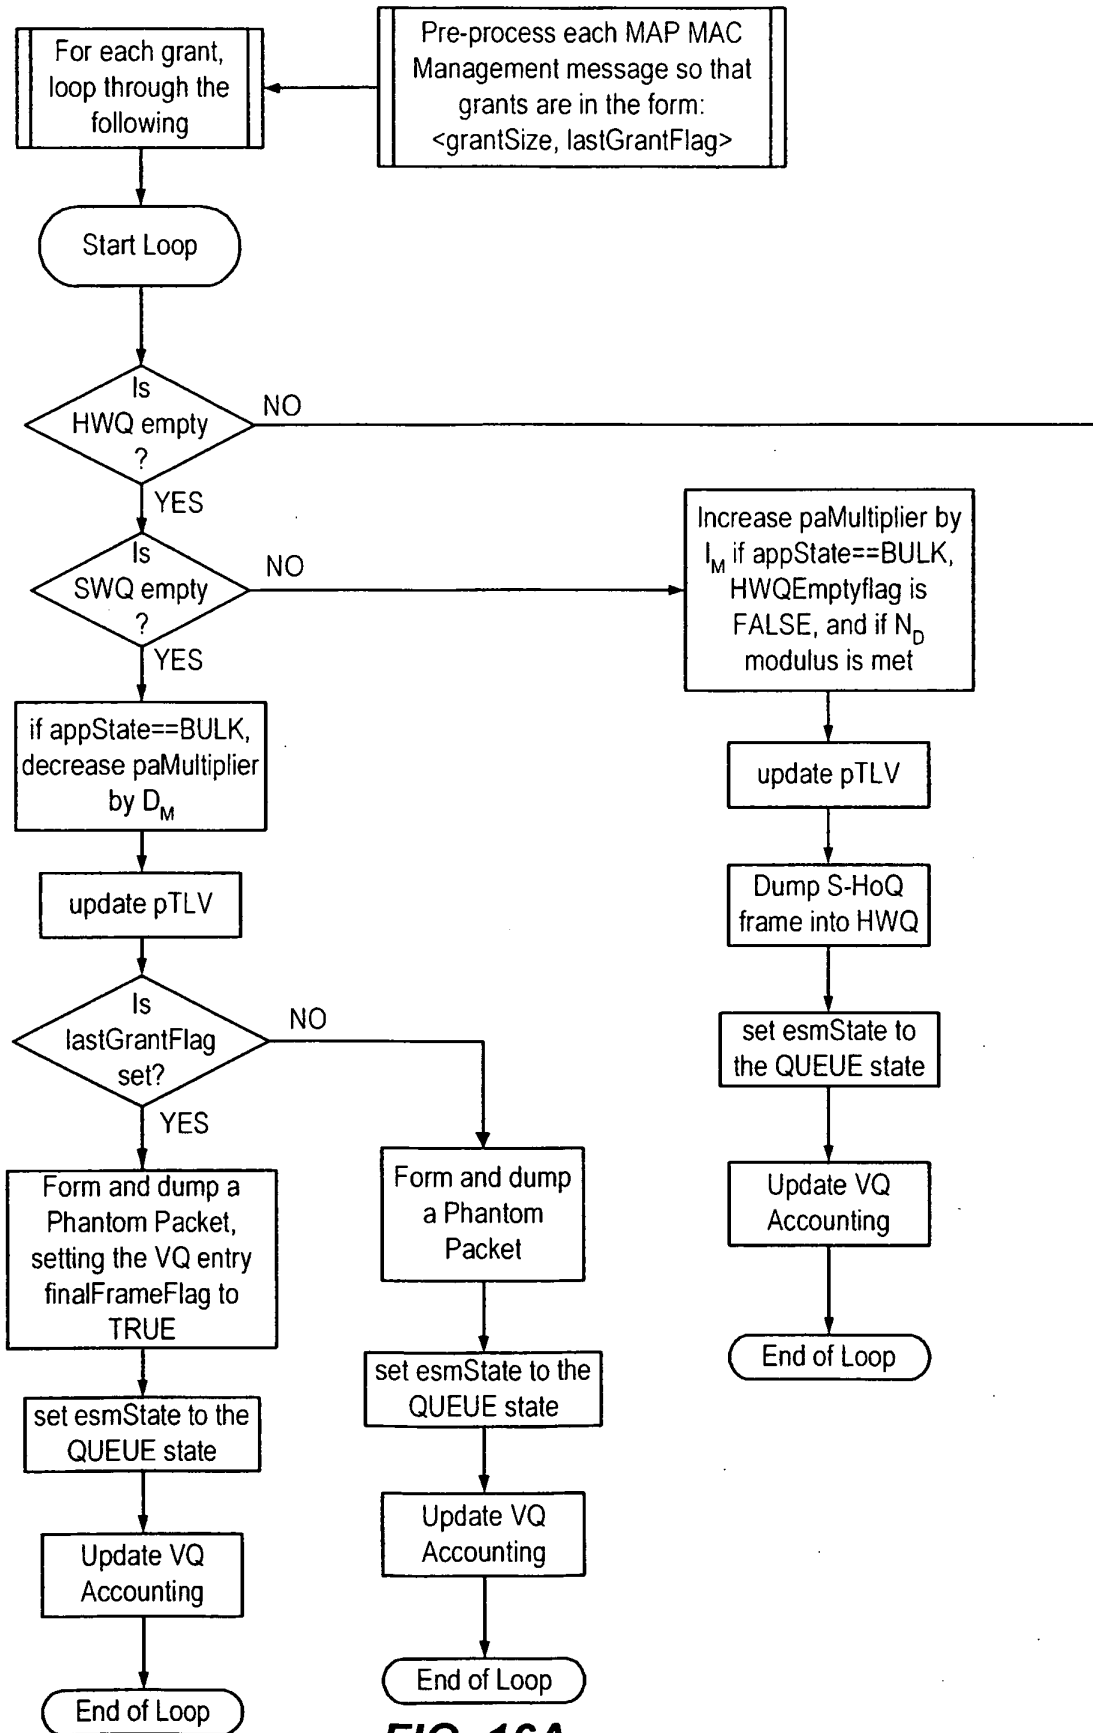 For each grant,
loop through the
following
Pre-process each MAP MAC
Management message so that
grants are in the form:
<grantSize, lastGrantFlag>
Start Loop
Is
HWQ empty
?
NO
YES
Is
SWQ empty
?
NO
YES
Increase paMultiplier by
I_M if appState==BULK,
HWQEmptyflag is
FALSE, and if N_D
modulus is met
if appState==BULK,
decrease paMultiplier
by D_M
update pTLV
update pTLV
Dump S-HoQ
frame into HWQ
Is
lastGrantFlag
set?
NO
YES
set esmState to
the QUEUE state
Form and dump a
Phantom Packet,
setting the VQ entry
finalFrameFlag to
TRUE
Form and dump
a Phantom
Packet
Update VQ
Accounting
End of Loop
set esmState to the
QUEUE state
set esmState to the
QUEUE state
Update VQ
Accounting
Update VQ
Accounting
End of Loop
End of Loop
FIG. 16A